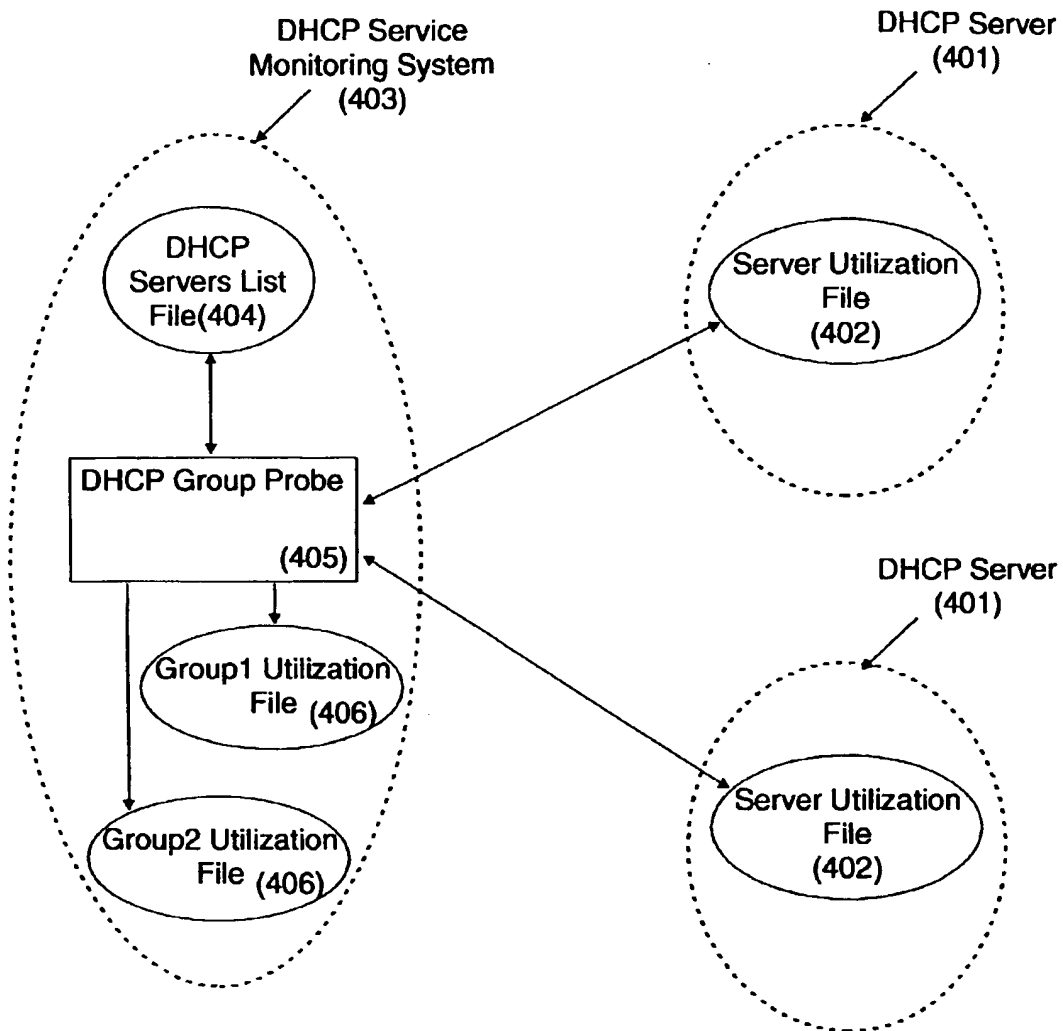 DHCP Service
Monitoring System
(403)
DHCP
Servers List
File(404)
DHCP Group Probe
(405)
Group1 Utilization
File (406)
Group2 Utilization
File (406)
DHCP Server
(401)
Server Utilization
File
(402)
DHCP Server
(401)
Server Utilization
File
(402)